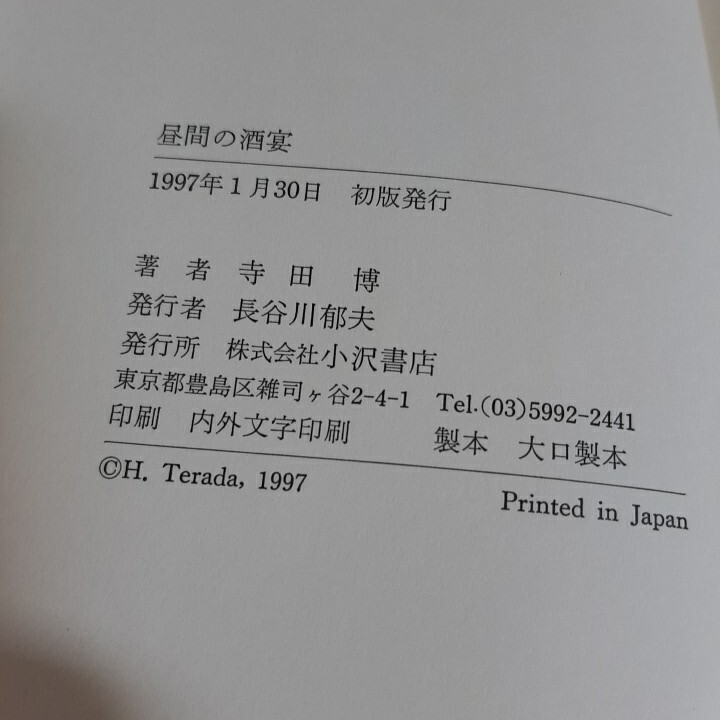 昼間の酒宴
1997年1月30日　初版発行
著　者　寺　田　　博
発行者　長谷川郁夫
発行所　株式会社小沢書店
東京都豊島区雑司ヶ谷2-4-1　Tel.(03)5992-2441
印刷　内外文字印刷　　　製本　大口製本
©H. Terada, 1997　　　Printed in Japan